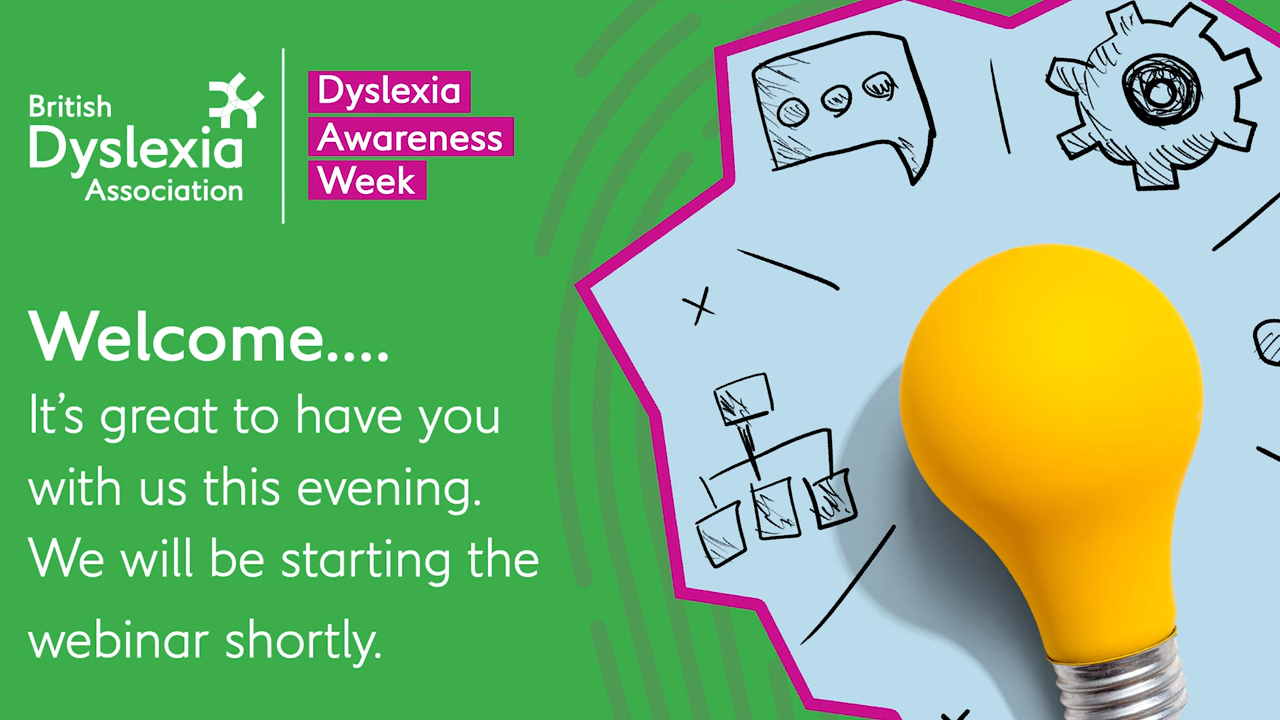 British
Dyslexia
Association
Dyslexia
Awareness
Week
Welcome....
It's great to have you
with us this evening.
We will be starting the
webinar shortly.